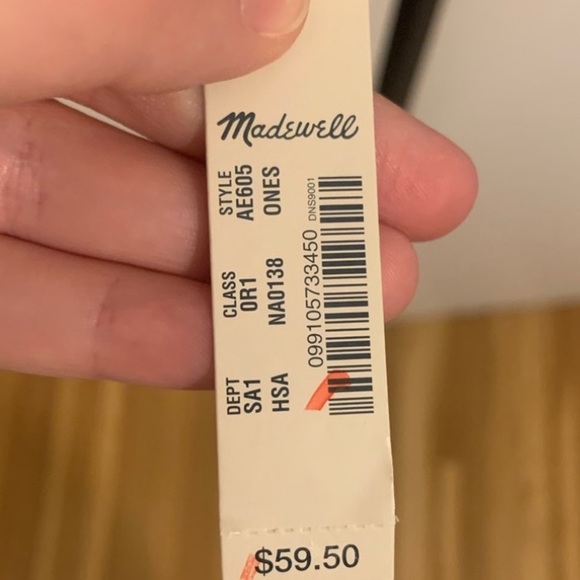 Madewell
DEPT CLASS STYLE
SA1 0R1 AE605
HSA NA0138 ONES
099105733450 DNS9001
$59.50